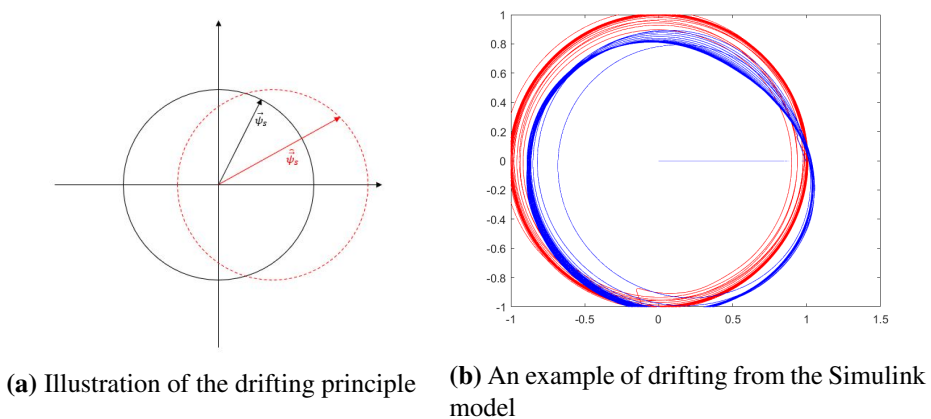 ψ⃗ₛ
ψ̄⃗ₛ
1
0.8
0.6
0.4
0.2
0
-0.2
-0.4
-0.6
-0.8
-1
-1 -0.5 0 0.5 1 1.5
(a) Illustration of the drifting principle
(b) An example of drifting from the Simulink
model